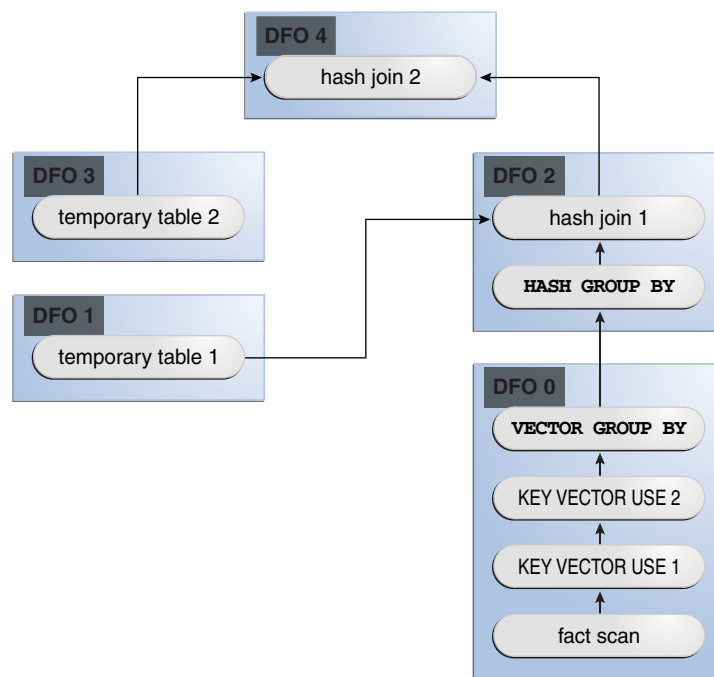 DFO 4
hash join 2
DFO 3
temporary table 2
DFO 2
hash join 1
HASH GROUP BY
DFO 1
temporary table 1
DFO 0
VECTOR GROUP BY
KEY VECTOR USE 2
KEY VECTOR USE 1
fact scan